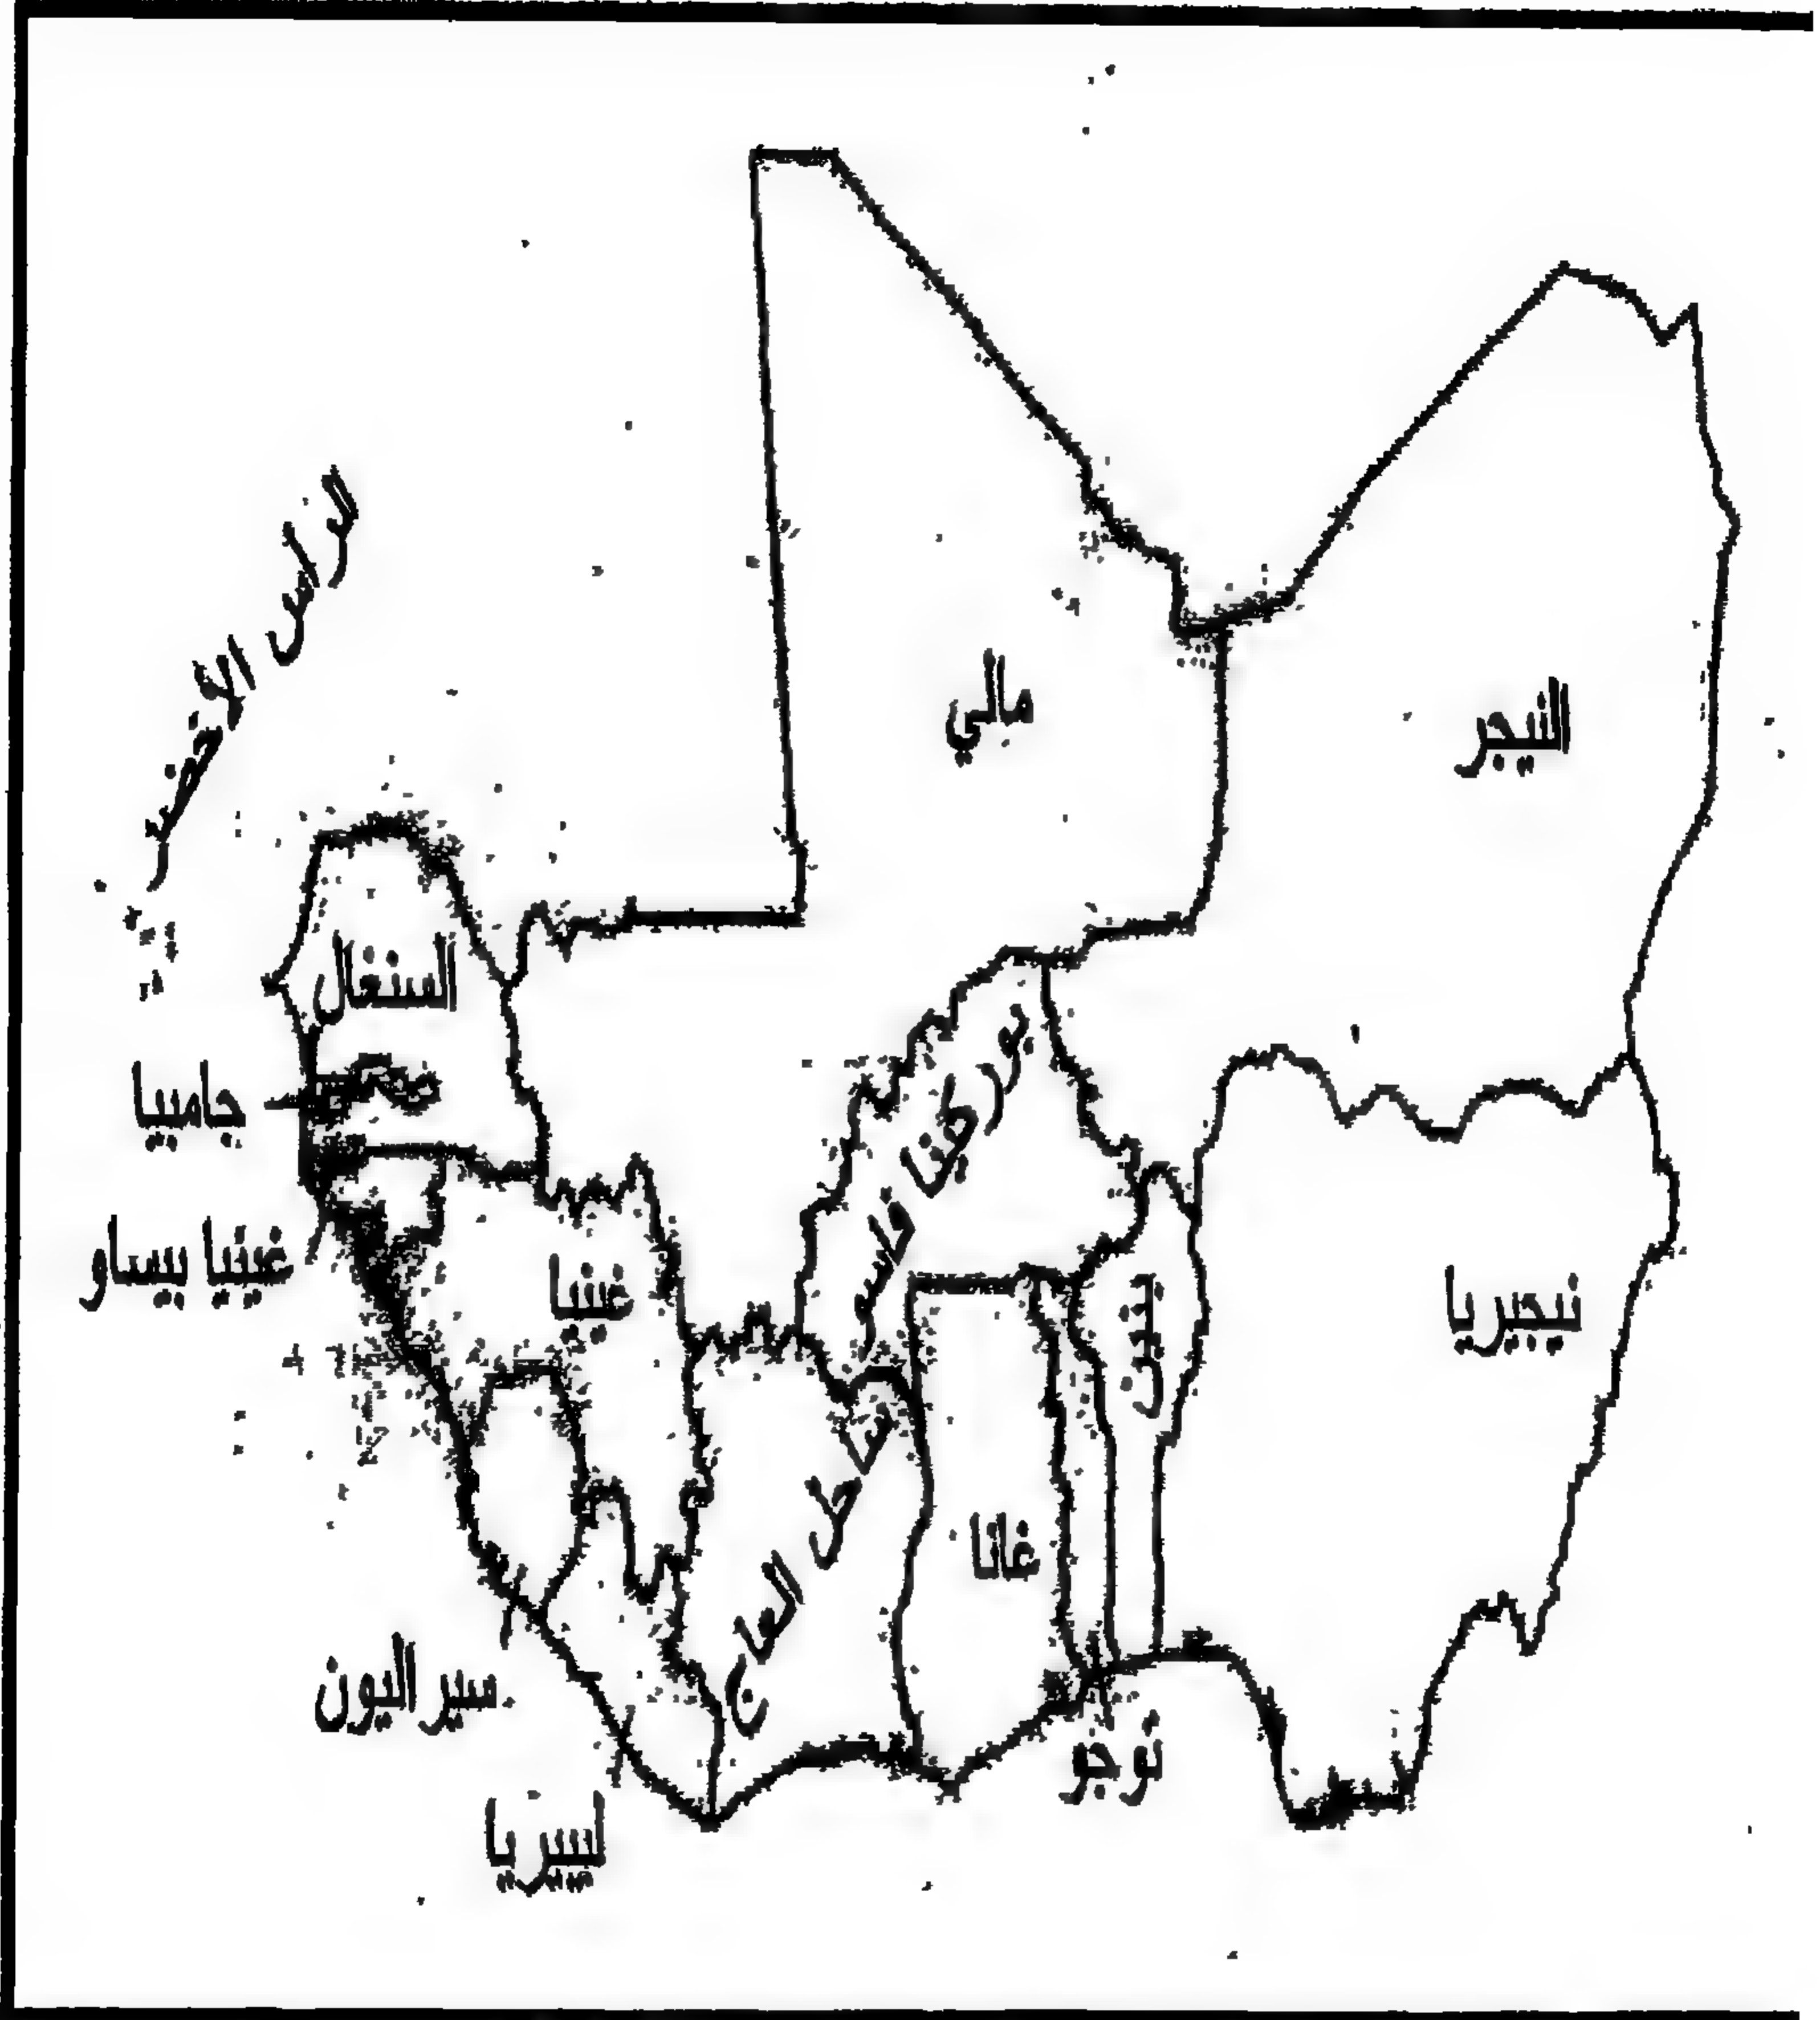 الرأس الأخضر
مالي
النيجر
السنغال
جامبيا
بوركينا فاسو
غينيا بيساو
غينيا
بنين
نيجيريا
ساحل العاج
غانا
سيراليون
توجو
ليبيريا